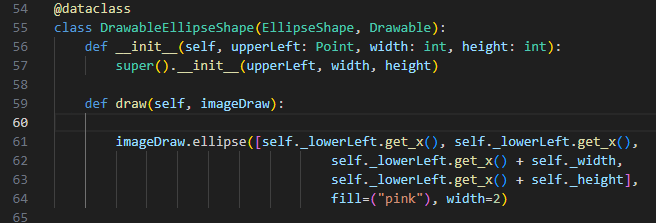 54 @dataclass
55 class DrawableEllipseShape(EllipseShape, Drawable):
56     def __init__(self, upperLeft: Point, width: int, height: int):
57         super().__init__(upperLeft, width, height)
58
59     def draw(self, imageDraw):
60
61         imageDraw.ellipse([self._lowerLeft.get_x(), self._lowerLeft.get_x(),
62                            self._lowerLeft.get_x() + self._width,
63                            self._lowerLeft.get_x() + self._height],
64                            fill=("pink"), width=2)
65